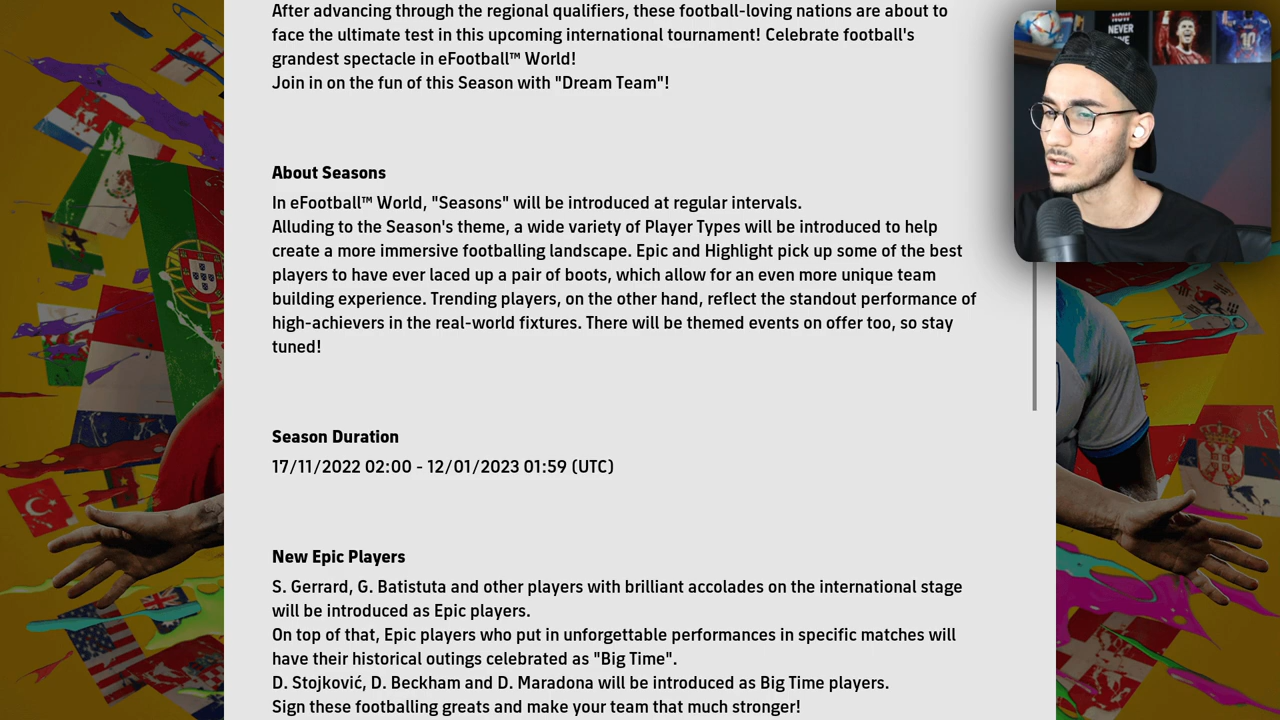 After advancing through the regional qualifiers, these football-loving nations are about to
face the ultimate test in this upcoming international tournament! Celebrate football's
grandest spectacle in eFootball™ World!
Join in on the fun of this Season with "Dream Team"!
About Seasons
In eFootball™ World, "Seasons" will be introduced at regular intervals.
Alluding to the Season's theme, a wide variety of Player Types will be introduced to help
create a more immersive footballing landscape. Epic and Highlight pick up some of the best
players to have ever laced up a pair of boots, which allow for an even more unique team
building experience. Trending players, on the other hand, reflect the standout performance of
high-achievers in the real-world fixtures. There will be themed events on offer too, so stay
tuned!
Season Duration
17/11/2022 02:00 - 12/01/2023 01:59 (UTC)
New Epic Players
S. Gerrard, G. Batistuta and other players with brilliant accolades on the international stage
will be introduced as Epic players.
On top of that, Epic players who put in unforgettable performances in specific matches will
have their historical outings celebrated as "Big Time".
D. Stojković, D. Beckham and D. Maradona will be introduced as Big Time players.
Sign these footballing greats and make your team that much stronger!
NEVER
10